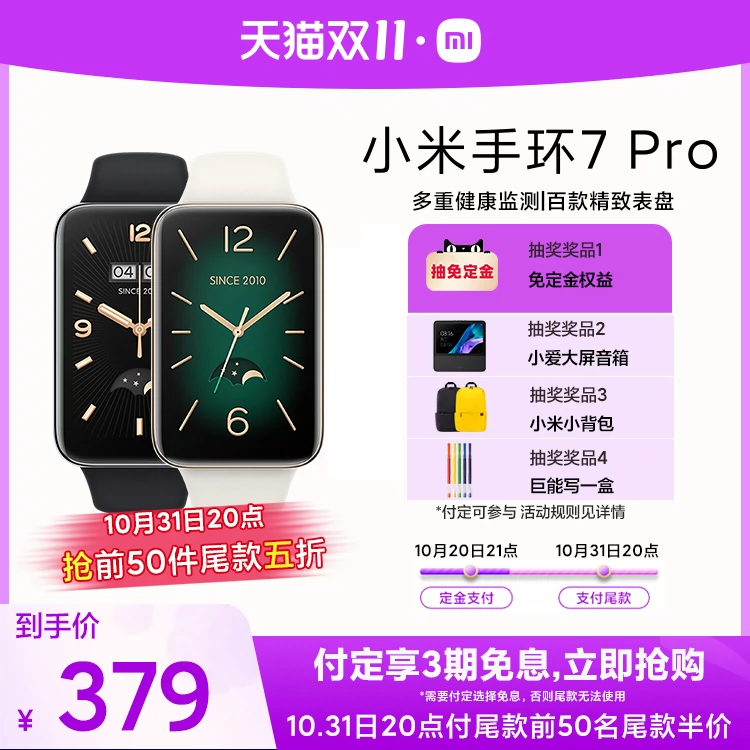 天猫双11·mi
小米手环7 Pro
多重健康监测|百款精致表盘
抽免定金
抽奖奖品1
免定金权益
抽奖奖品2
小爱大屏音箱
抽奖奖品3
小米小背包
抽奖奖品4
巨能写一盒
*付定可参与 活动规则见详情
12
04
SINCE 20
9
12
SINCE 2010
6
10月31日20点
抢前50件尾款五折
10月20日21点 10月31日20点
定金支付 支付尾款
到手价
¥379
付定享3期免息,立即抢购
*需要付定选择免息，否则尾款无法使用
10.31日20点付尾款前50名尾款半价